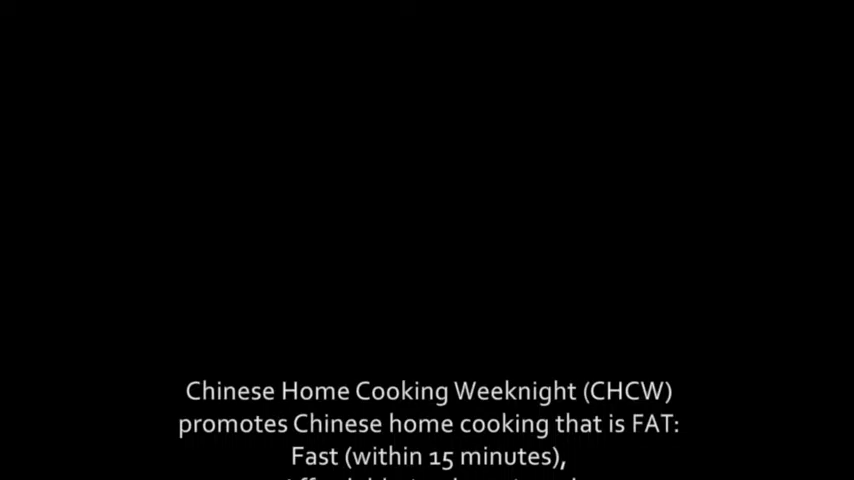 Chinese Home Cooking Weeknight (CHCW)
promotes Chinese home cooking that is FAT:
Fast (within 15 minutes),